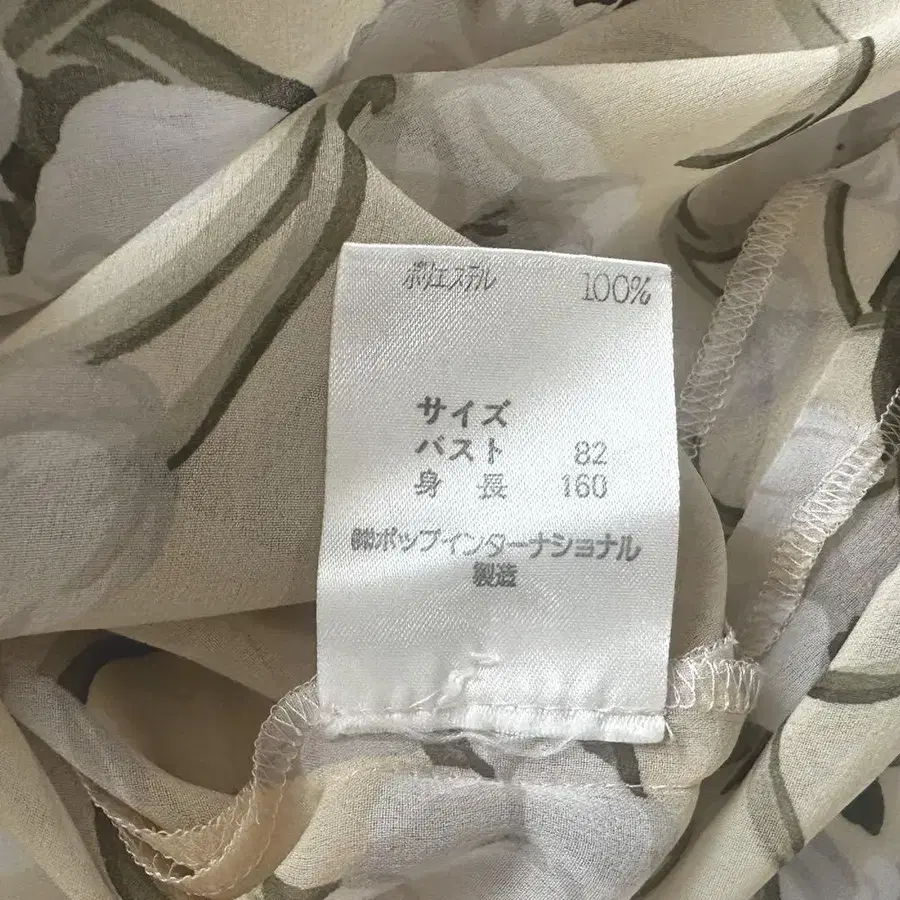 ポリエステル 100%
サイズ
バスト 82
身長 160
㈱ポップインターナショナル
製造